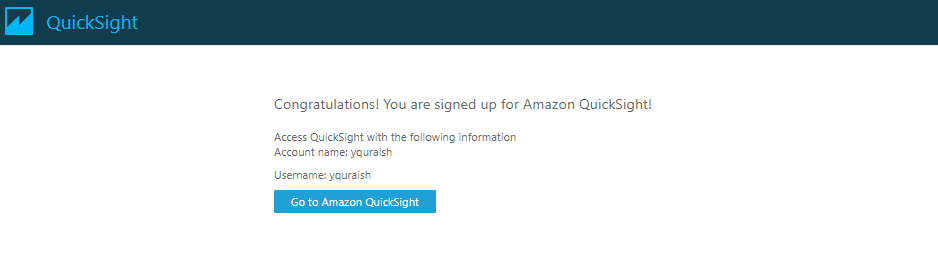 QuickSight
Congratulations! You are signed up for Amazon QuickSight!
Access QuickSight with the following information
Account name: yquraish
Username: yquraish
Go to Amazon QuickSight